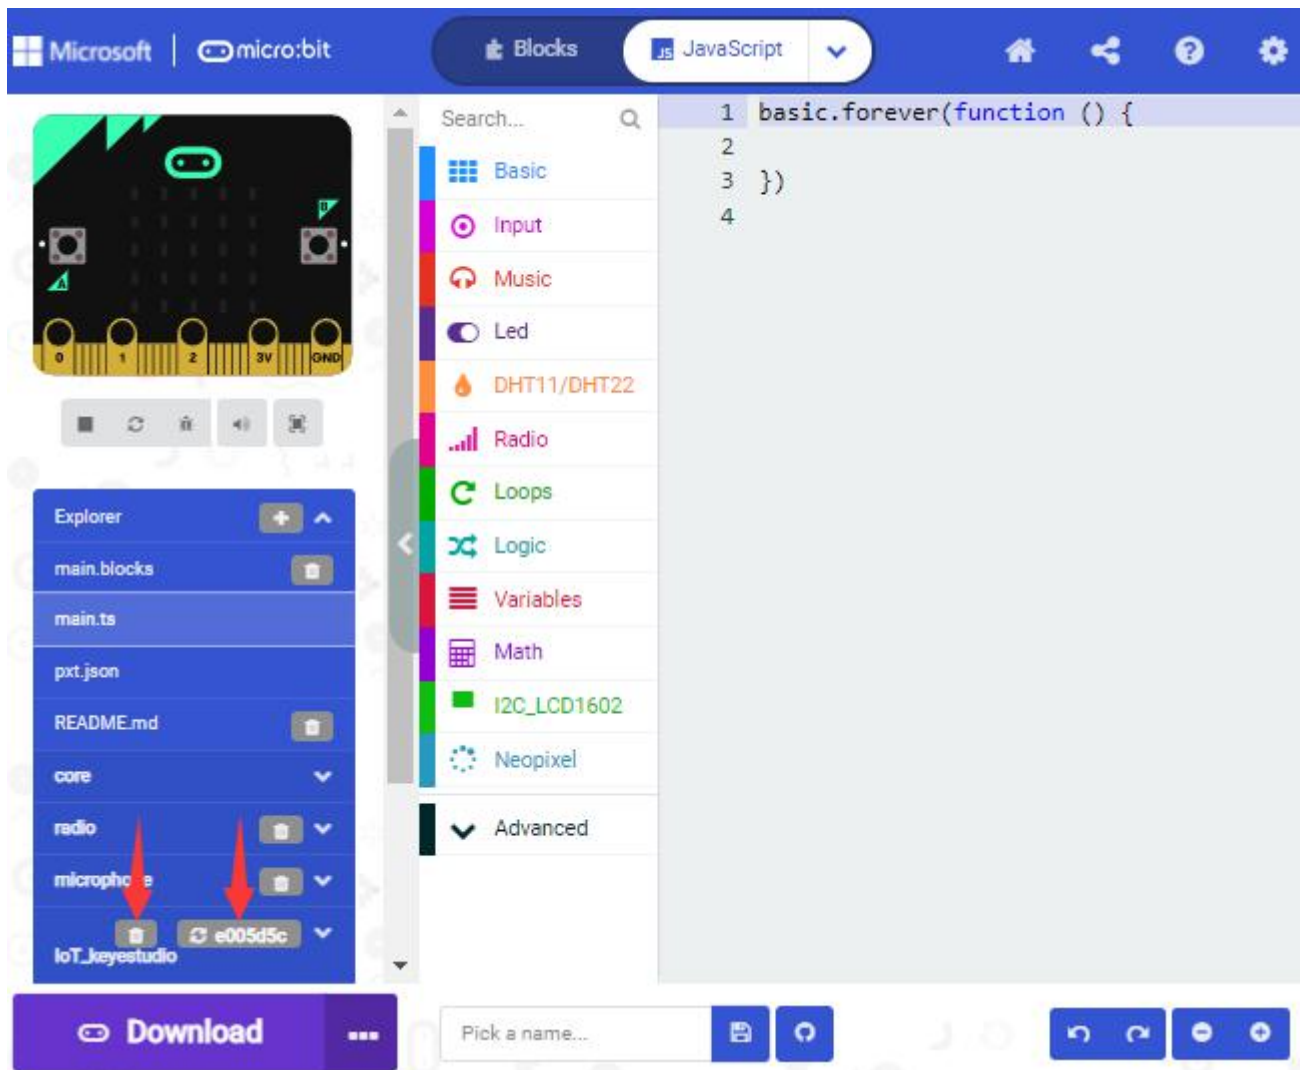 Microsoft | micro:bit
Blocks
JS JavaScript
Search...
Basic
Input
Music
Led
DHT11/DHT22
Radio
Loops
Logic
Variables
Math
I2C_LCD1602
Neopixel
Advanced
1 basic.forever(function () {
2
3 })
4
B
A
0 1 2 3V GND
Explorer
main.blocks
main.ts
pxt.json
README.md
core
radio
microphone
e005d5c
IoT_keyestudio
Download
Pick a name...